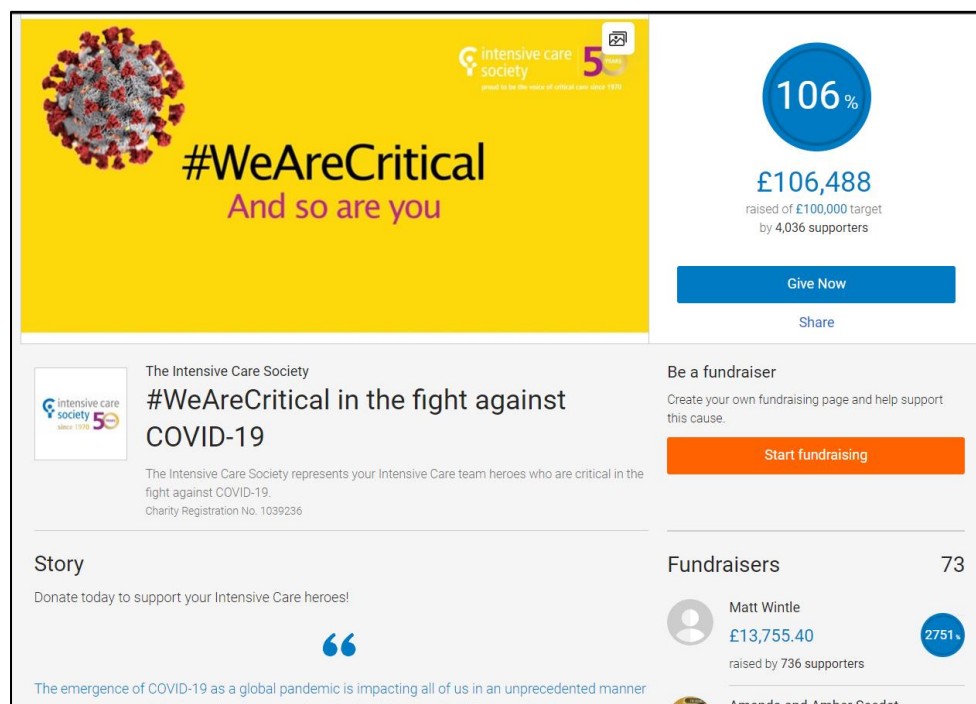 intensive care
society
50
YEARS
proud to be the voice of critical care since 1970
#WeAreCritical
And so are you
106%
£106,488
raised of £100,000 target
by 4,036 supporters
Give Now
Share
intensive care
society 50
since 1970
YEARS
The Intensive Care Society
#WeAreCritical in the fight against
COVID-19
The Intensive Care Society represents your Intensive Care team heroes who are critical in the
fight against COVID-19.
Charity Registration No. 1039236
Be a fundraiser
Create your own fundraising page and help support
this cause.
Start fundraising
Story
Donate today to support your Intensive Care heroes!
“
The emergence of COVID-19 as a global pandemic is impacting all of us in an unprecedented manner
Fundraisers 73
Matt Wintle
£13,755.40
2751%
raised by 736 supporters